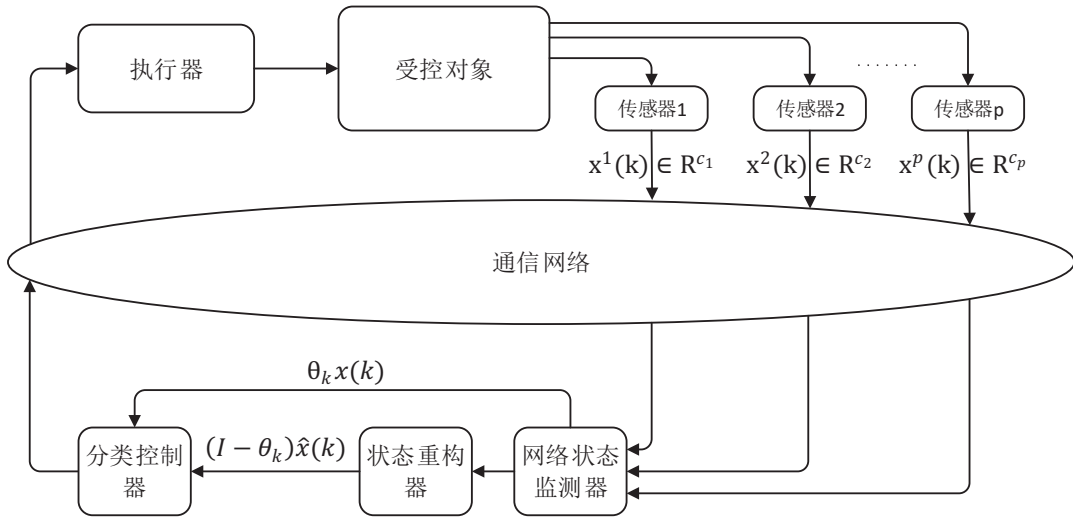 执行器
受控对象
. . . . . . .
传感器1
传感器2
传感器p
x¹(k) ∈ R^{c₁}
x²(k) ∈ R^{c₂}
x^p(k) ∈ R^{c_p}
通信网络
θ_k x(k)
分类控制
器
(I − θ_k)x̂(k)
状态重构
器
网络状态
监测器